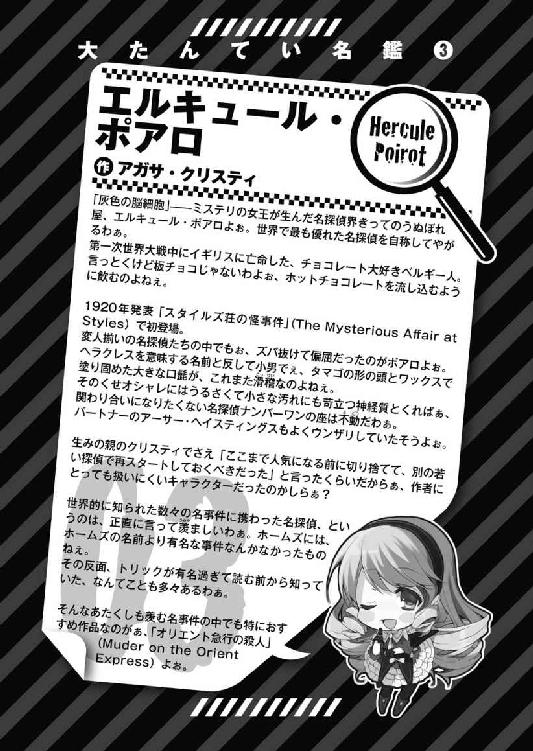 大たんてい名鑑❸
エルキュール・
ポアロ
Hercule
Poirot
作 アガサ・クリスティ
「灰色の脳細胞」――ミステリの女王が生んだ名探偵界きってのうぬぼれ
屋、エルキュール・ポアロよぉ。世界で最も優れた名探偵を自称してやが
るわぁ。
第一次世界大戦中にイギリスに亡命した、チョコレート大好きベルギー人。
言っとくけど板チョコじゃないわよぉ、ホットチョコレートを流し込むよう
に飲むのよねぇ。
1920年発表「スタイルズ荘の怪事件」(The Mysterious Affair at
Styles）で初登場。
変人揃いの名探偵たちの中でもぉ、ズバ抜けて偏屈だったのがポアロよぉ。
ヘラクレスを意味する名前と反して小男でぇ、タマゴの形の頭とワックスで
塗り固めた大きな口髭が、これまた滑稽なのよねぇ。
そのくせオシャレにはうるさくて小さな汚れにも苛立つ神経質とくればぁ、
関わり合いになりたくない名探偵ナンバーワンの座は不動だわぁ。
パートナーのアーサー・ヘイスティングスもよくウンザリしていたそうよぉ。
生みの親のクリスティでさえ「ここまで人気になる前に切り捨てて、別の若
い探偵で再スタートしておくべきだった」と言ったくらいだからぁ、作者に
とっても扱いにくいキャラクターだったのかしらぁ？
世界的に知られた数々の名事件に携わった名探偵、とい
うのは、正直に言って羨ましいわぁ。ホームズには、
ホームズの名前より有名な事件なんかなかったもの
ねぇ。
その反面、トリックが有名過ぎて読む前から知って
いた、なんてことも多々あるわぁ。
そんなあたくしも羨む名事件の中でも特におす
すめ作品なのがぁ、「オリエント急行の殺人」
（Muder on the Orient
Express）よぉ。
03